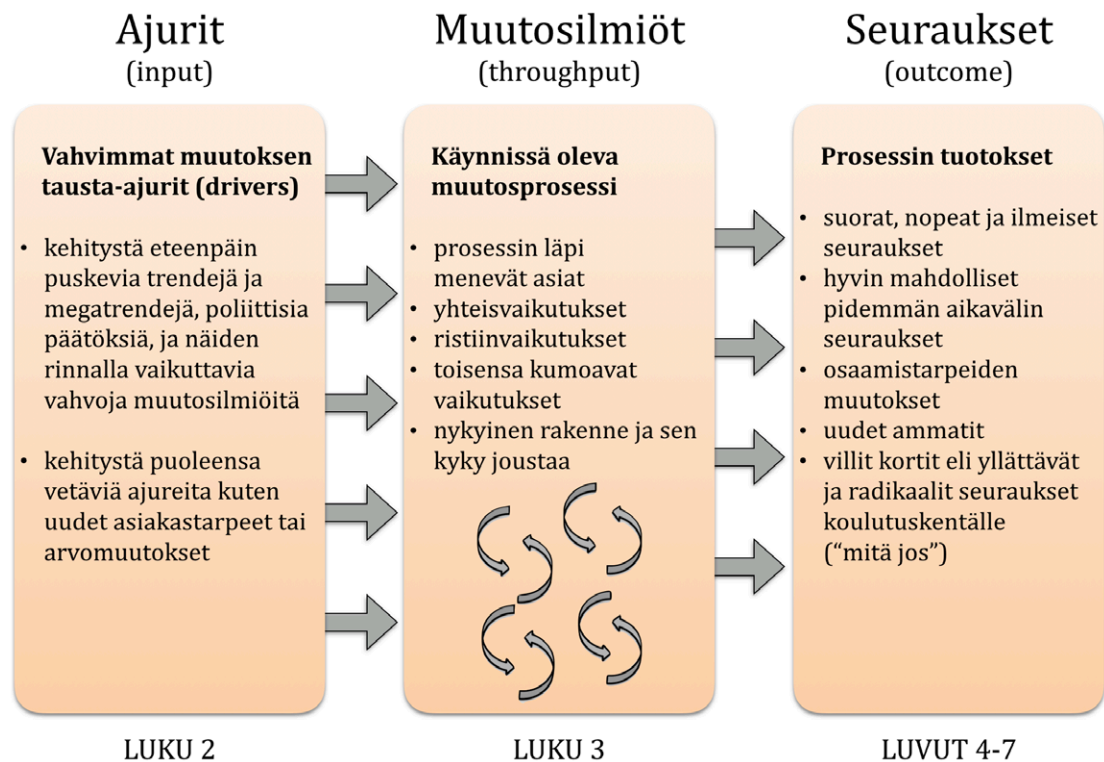 Ajurit
(input)
Vahvimmat muutoksen
tausta-ajurit (drivers)
• kehitystä eteenpäin
puskevia trendejä ja
megatrendejä, poliittisia
päätöksiä, ja näiden
rinnalla vaikuttavia
vahvoja muutosilmiöitä
• kehitystä puoleensa
vetäviä ajureita kuten
uudet asiakastarpeet tai
arvomuutokset
LUKU 2
Muutosilmiöt
(throughput)
Käynnissä oleva
muutosprosessi
• prosessin läpi
menevät asiat
• yhteisvaikutukset
• ristiinvaikutukset
• toisensa kumoavat
vaikutukset
• nykyinen rakenne ja sen
kyky joustaa
LUKU 3
Seuraukset
(outcome)
Prosessin tuotokset
• suorat, nopeat ja ilmeiset
seuraukset
• hyvin mahdolliset
pidemmän aikavälin
seuraukset
• osaamistarpeiden
muutokset
• uudet ammatit
• villit kortit eli yllättävät
ja radikaalit seuraukset
koulutuskentälle
(“mitä jos”)
LUVUT 4-7